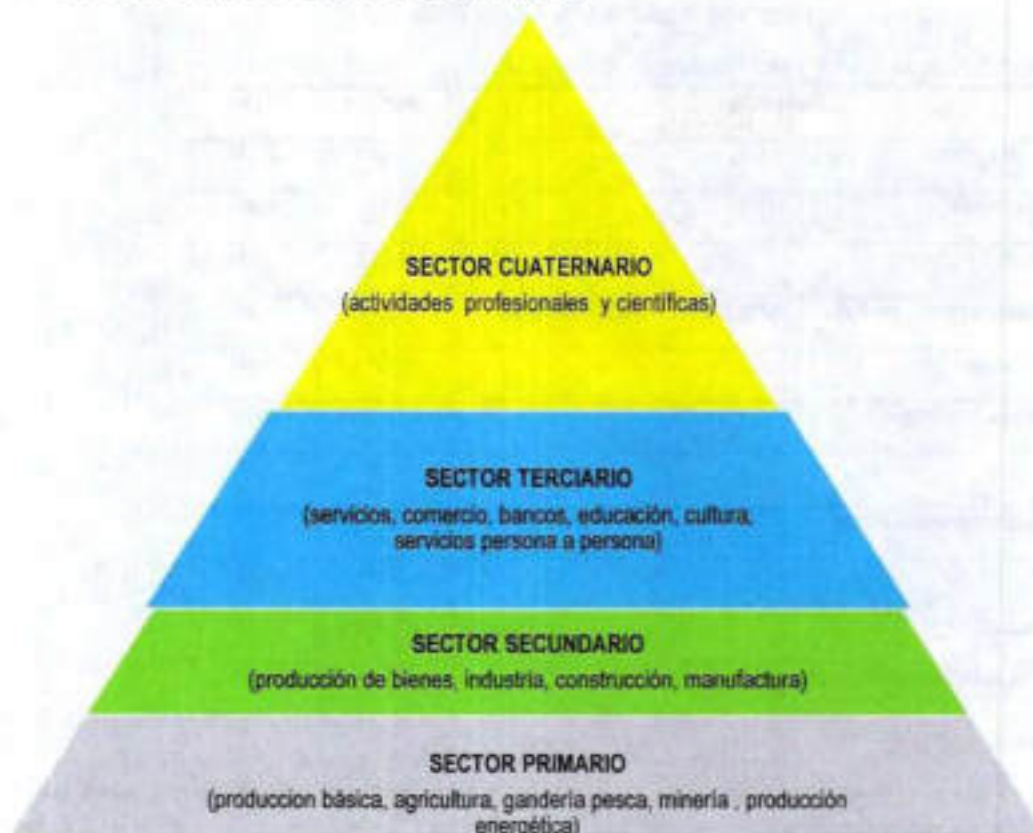 SECTOR CUATERNARIO
(actividades profesionales y científicas)
SECTOR TERCIARIO
(servicios, comercio, bancos, educación, cultura,
servicios persona a persona)
SECTOR SECUNDARIO
(producción de bienes, industria, construcción, manufactura)
SECTOR PRIMARIO
(produccion básica, agricultura, gandería pesca, minería , producción
energética)